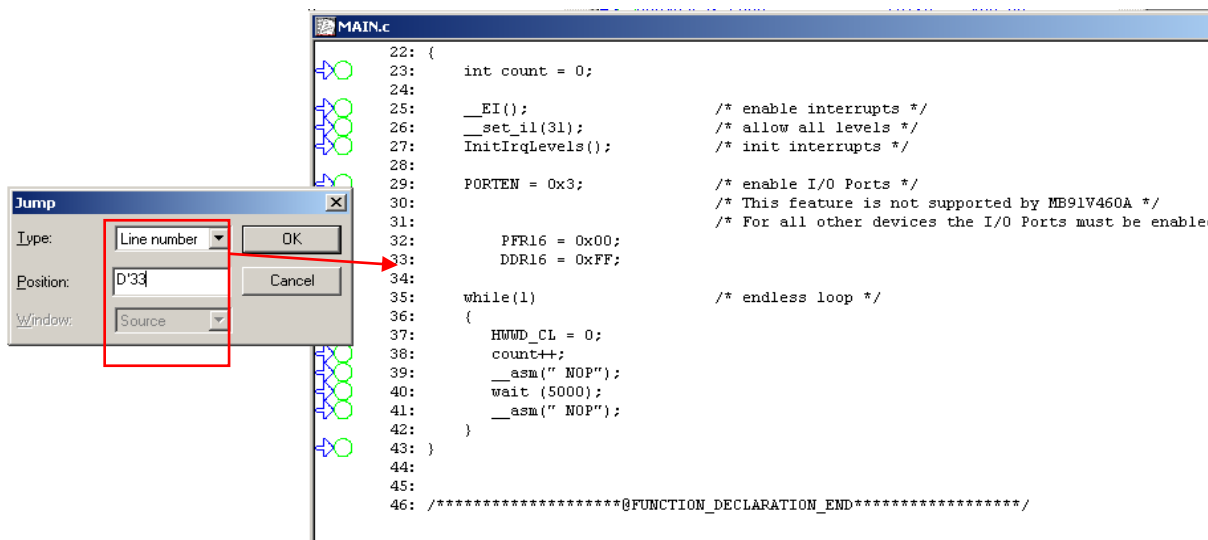 MAIN.c
22: {
23: int count = 0;
24:
25: __EI(); /* enable interrupts */
26: __set_il(31); /* allow all levels */
27: InitIrqLevels(); /* init interrupts */
28:
29: PORTEN = 0x3; /* enable I/O Ports */
30: /* This feature is not supported by MB91V460A */
31: /* For all other devices the I/O Ports must be enable
32: PFR16 = 0x00;
33: DDR16 = 0xFF;
34:
35: while(1) /* endless loop */
36: {
37: HWWD_CL = 0;
38: count++;
39: __asm(" NOP");
40: wait (5000);
41: __asm(" NOP");
42: }
43: }
44:
45:
46: /********************@FUNCTION_DECLARATION_END******************/
Jump
Type: Line number OK
Position: D'33 Cancel
Window: Source